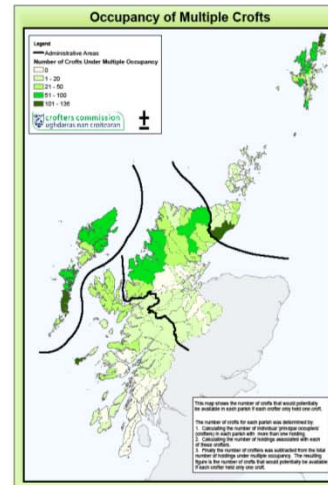 Occupancy of Multiple Crofts
Legend
Administrative Areas
Number of Crofts Under Multiple Occupancy
0
1 - 20
21 - 50
51 - 100
101 - 136
crofters commission
ùghdarras nan croitearan
This map shows the number of crofts that would potentially
be available in each parish if each crofter only held one croft.
The number of crofts for each parish was determined by:
1. Calculating the number of individual 'principal occupiers'
(crofters) in each parish with more than one holding.
2. Calculating the number of holdings associated with each
of these crofters.
3. Finally the number of crofters was subtracted from the total
number of holdings under multiple occupancy. The resulting
figure is the number of crofts that would potentially be available
if each crofter held only one croft.